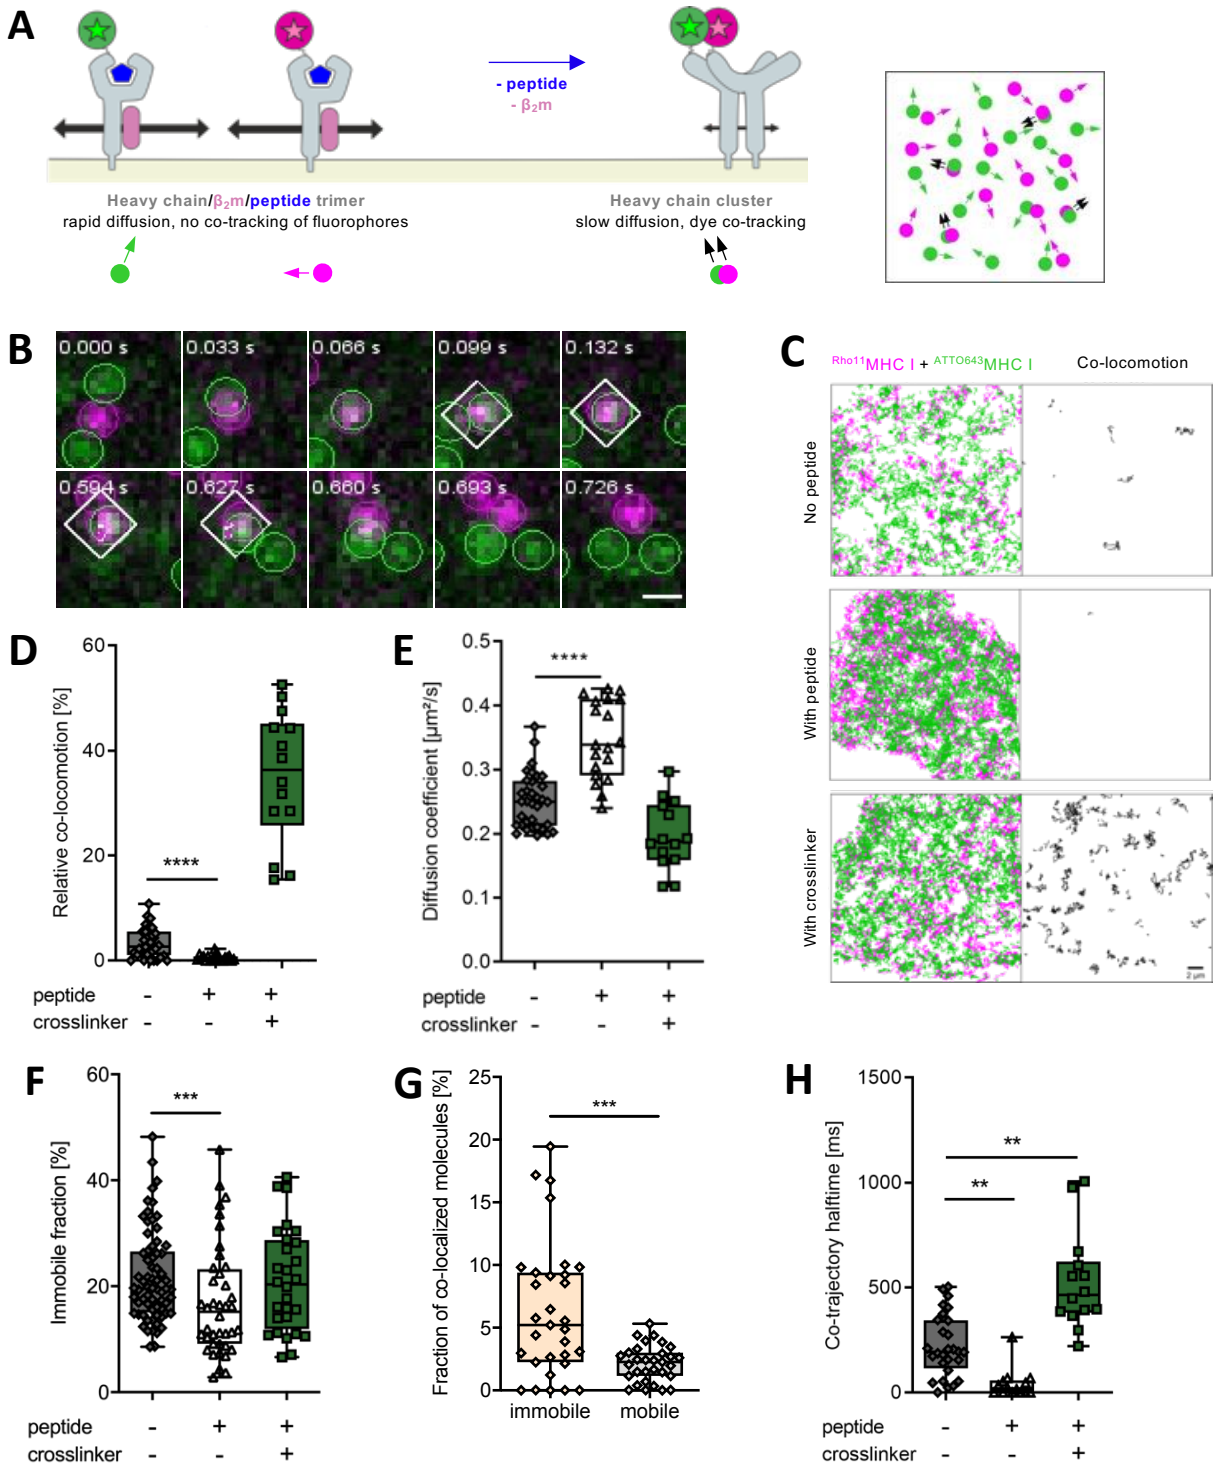 A
- peptide
- β₂m
Heavy chain/β₂m/peptide trimer
rapid diffusion, no co-tracking of fluorophores
Heavy chain cluster
slow diffusion, dye co-tracking
B
0.000 s
0.033 s
0.066 s
0.099 s
0.132 s
0.594 s
0.627 s
0.660 s
0.693 s
0.726 s
C
Rho11MHC I + ATTO643MHC I
Co-locomotion
No peptide
With peptide
With crosslinker
2 µm
D
Relative co-locomotion [%]
60
40
20
0
****
peptide - + +
crosslinker - - +
E
Diffusion coefficient [µm²/s]
0.5
0.4
0.3
0.2
0.1
0.0
****
peptide - + +
crosslinker - - +
F
Immobile fraction [%]
60
40
20
0
***
peptide - + +
crosslinker - - +
G
Fraction of co-localized molecules [%]
25
20
15
10
5
0
***
immobile mobile
H
Co-trajectory halftime [ms]
1500
1000
500
0
**
**
peptide - + +
crosslinker - - +